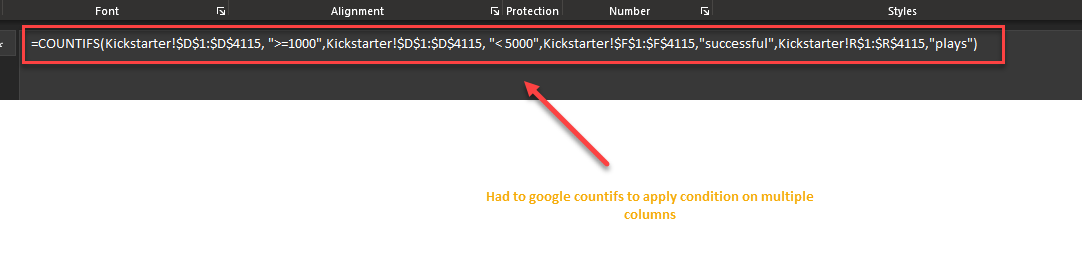 Font Alignment Protection Number Styles
=COUNTIFS(Kickstarter!$D$1:$D$4115, ">=1000",Kickstarter!$D$1:$D$4115, "< 5000",Kickstarter!$F$1:$F$4115,"successful",Kickstarter!R$1:$R$4115,"plays")
Had to google countifs to apply condition on multiple
columns